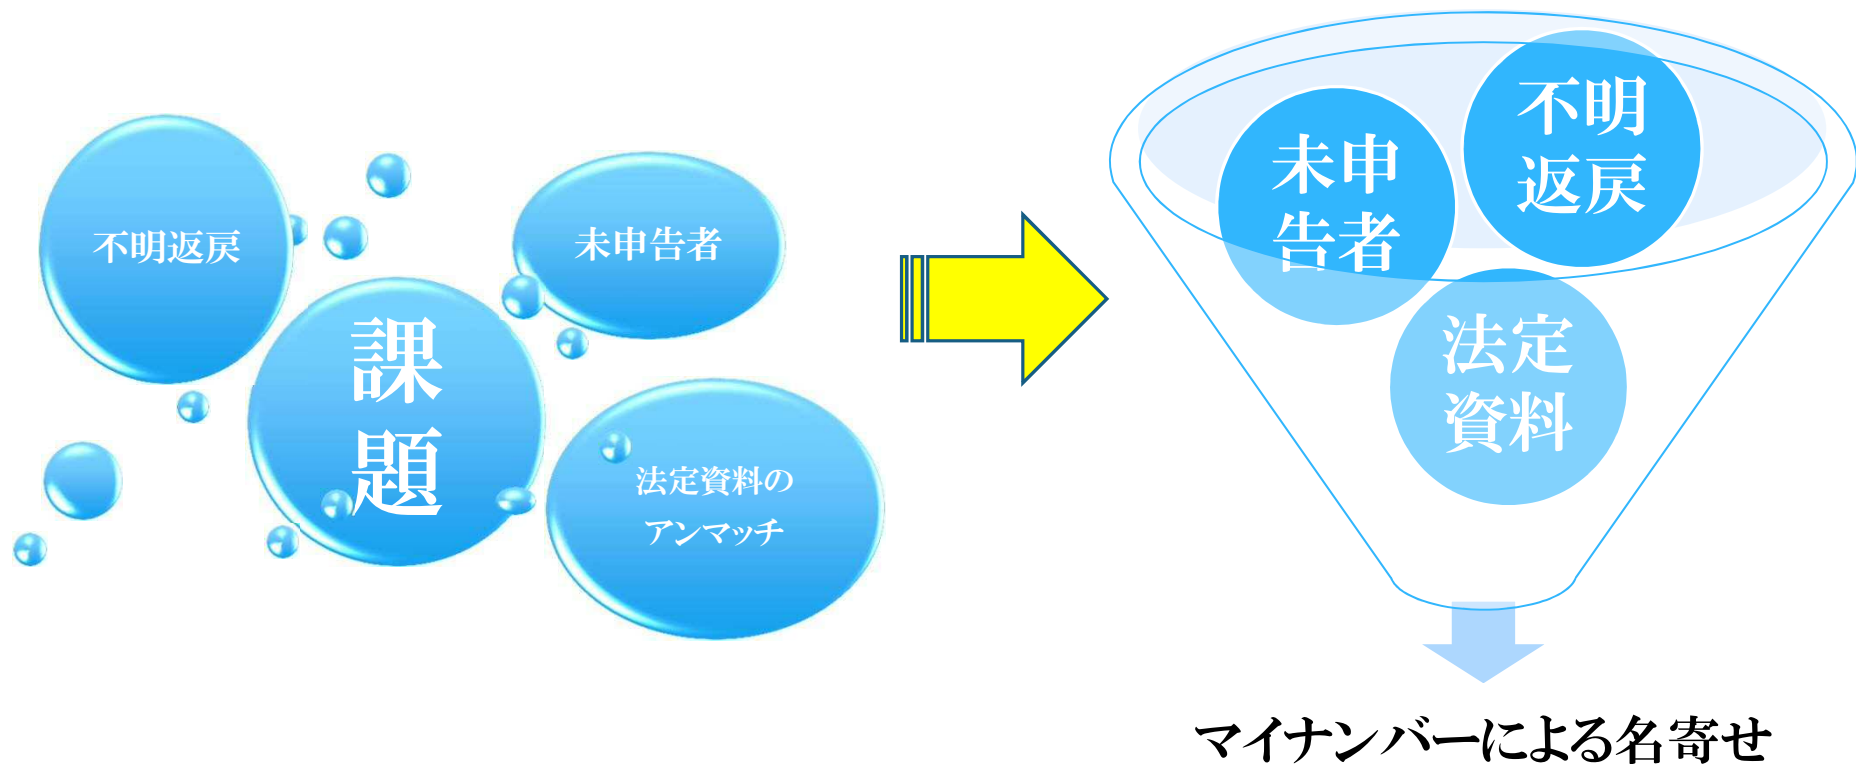 不明返戻
未申告者
課
題
法定資料の
アンマッチ
不明
返戻
未申
告者
法定
資料
マイナンバーによる名寄せ